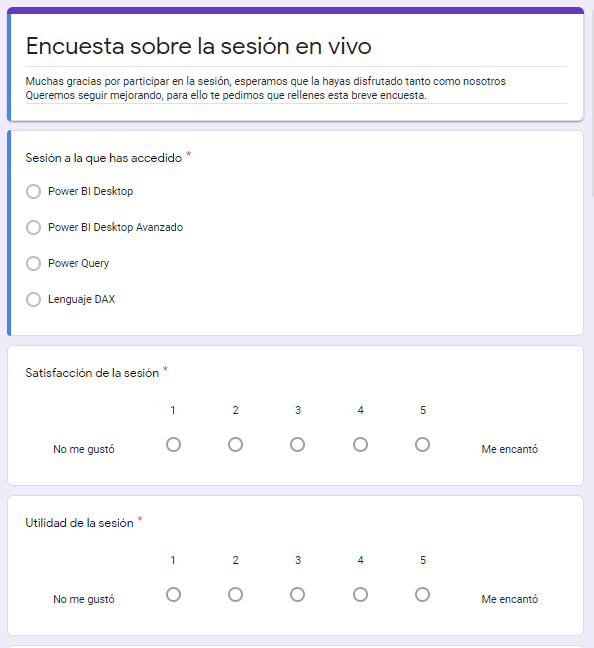 Encuesta sobre la sesión en vivo
Muchas gracias por participar en la sesión, esperamos que la hayas disfrutado tanto como nosotros
Queremos seguir mejorando, para ello te pedimos que rellenes esta breve encuesta.
Sesión a la que has accedido *
Power BI Desktop
Power BI Desktop Avanzado
Power Query
Lenguaje DAX
Satisfacción de la sesión *
1 2 3 4 5
No me gustó Me encantó
Utilidad de la sesión *
1 2 3 4 5
No me gustó Me encantó